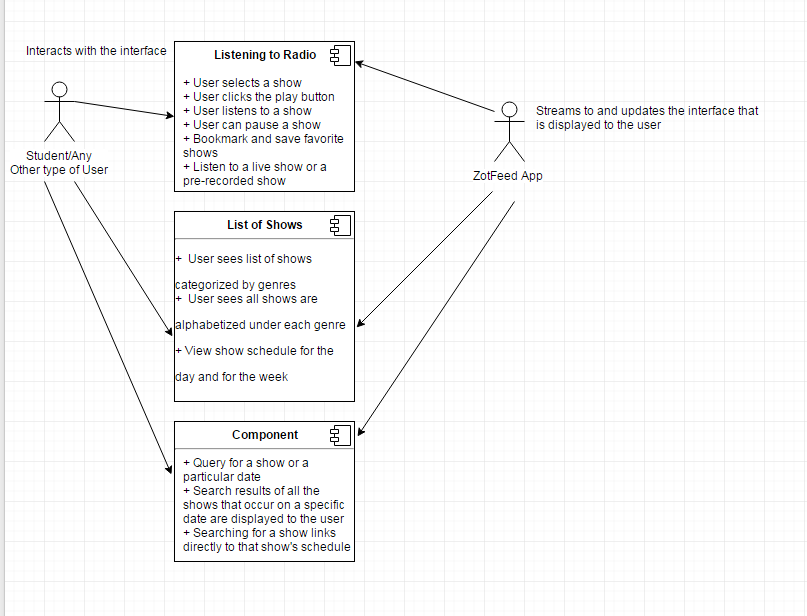 Interacts with the interface
Listening to Radio
+ User selects a show
+ User clicks the play button
+ User listens to a show
+ User can pause a show
+ Bookmark and save favorite
shows
+ Listen to a live show or a
pre-recorded show
Student/Any
Other type of User
Streams to and updates the interface that
is displayed to the user
ZotFeed App
List of Shows
+ User sees list of shows
categorized by genres
+ User sees all shows are
alphabetized under each genre
+ View show schedule for the
day and for the week
Component
+ Query for a show or a
particular date
+ Search results of all the
shows that occur on a specific
date are displayed to the user
+ Searching for a show links
directly to that show's schedule